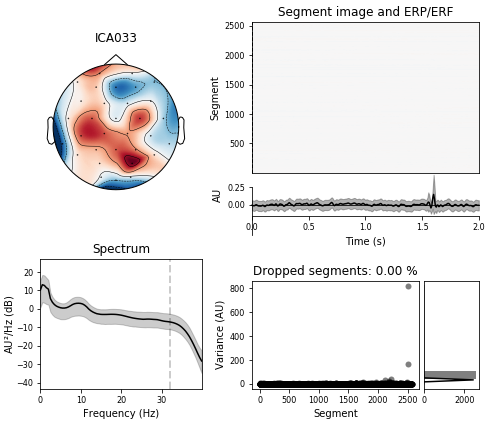 ICA033
Segment image and ERP/ERF
2500
2000
1500
1000
500
Segment
0.25
0.00
AU
0.0 0.5 1.0 1.5 2.0
Time (s)
Spectrum
20
10
0
−10
−20
−30
−40
AU²/Hz (dB)
0 10 20 30
Frequency (Hz)
Dropped segments: 0.00 %
800
600
400
200
0
Variance (AU)
0 500 1000 1500 2000 2500
Segment
0 2000